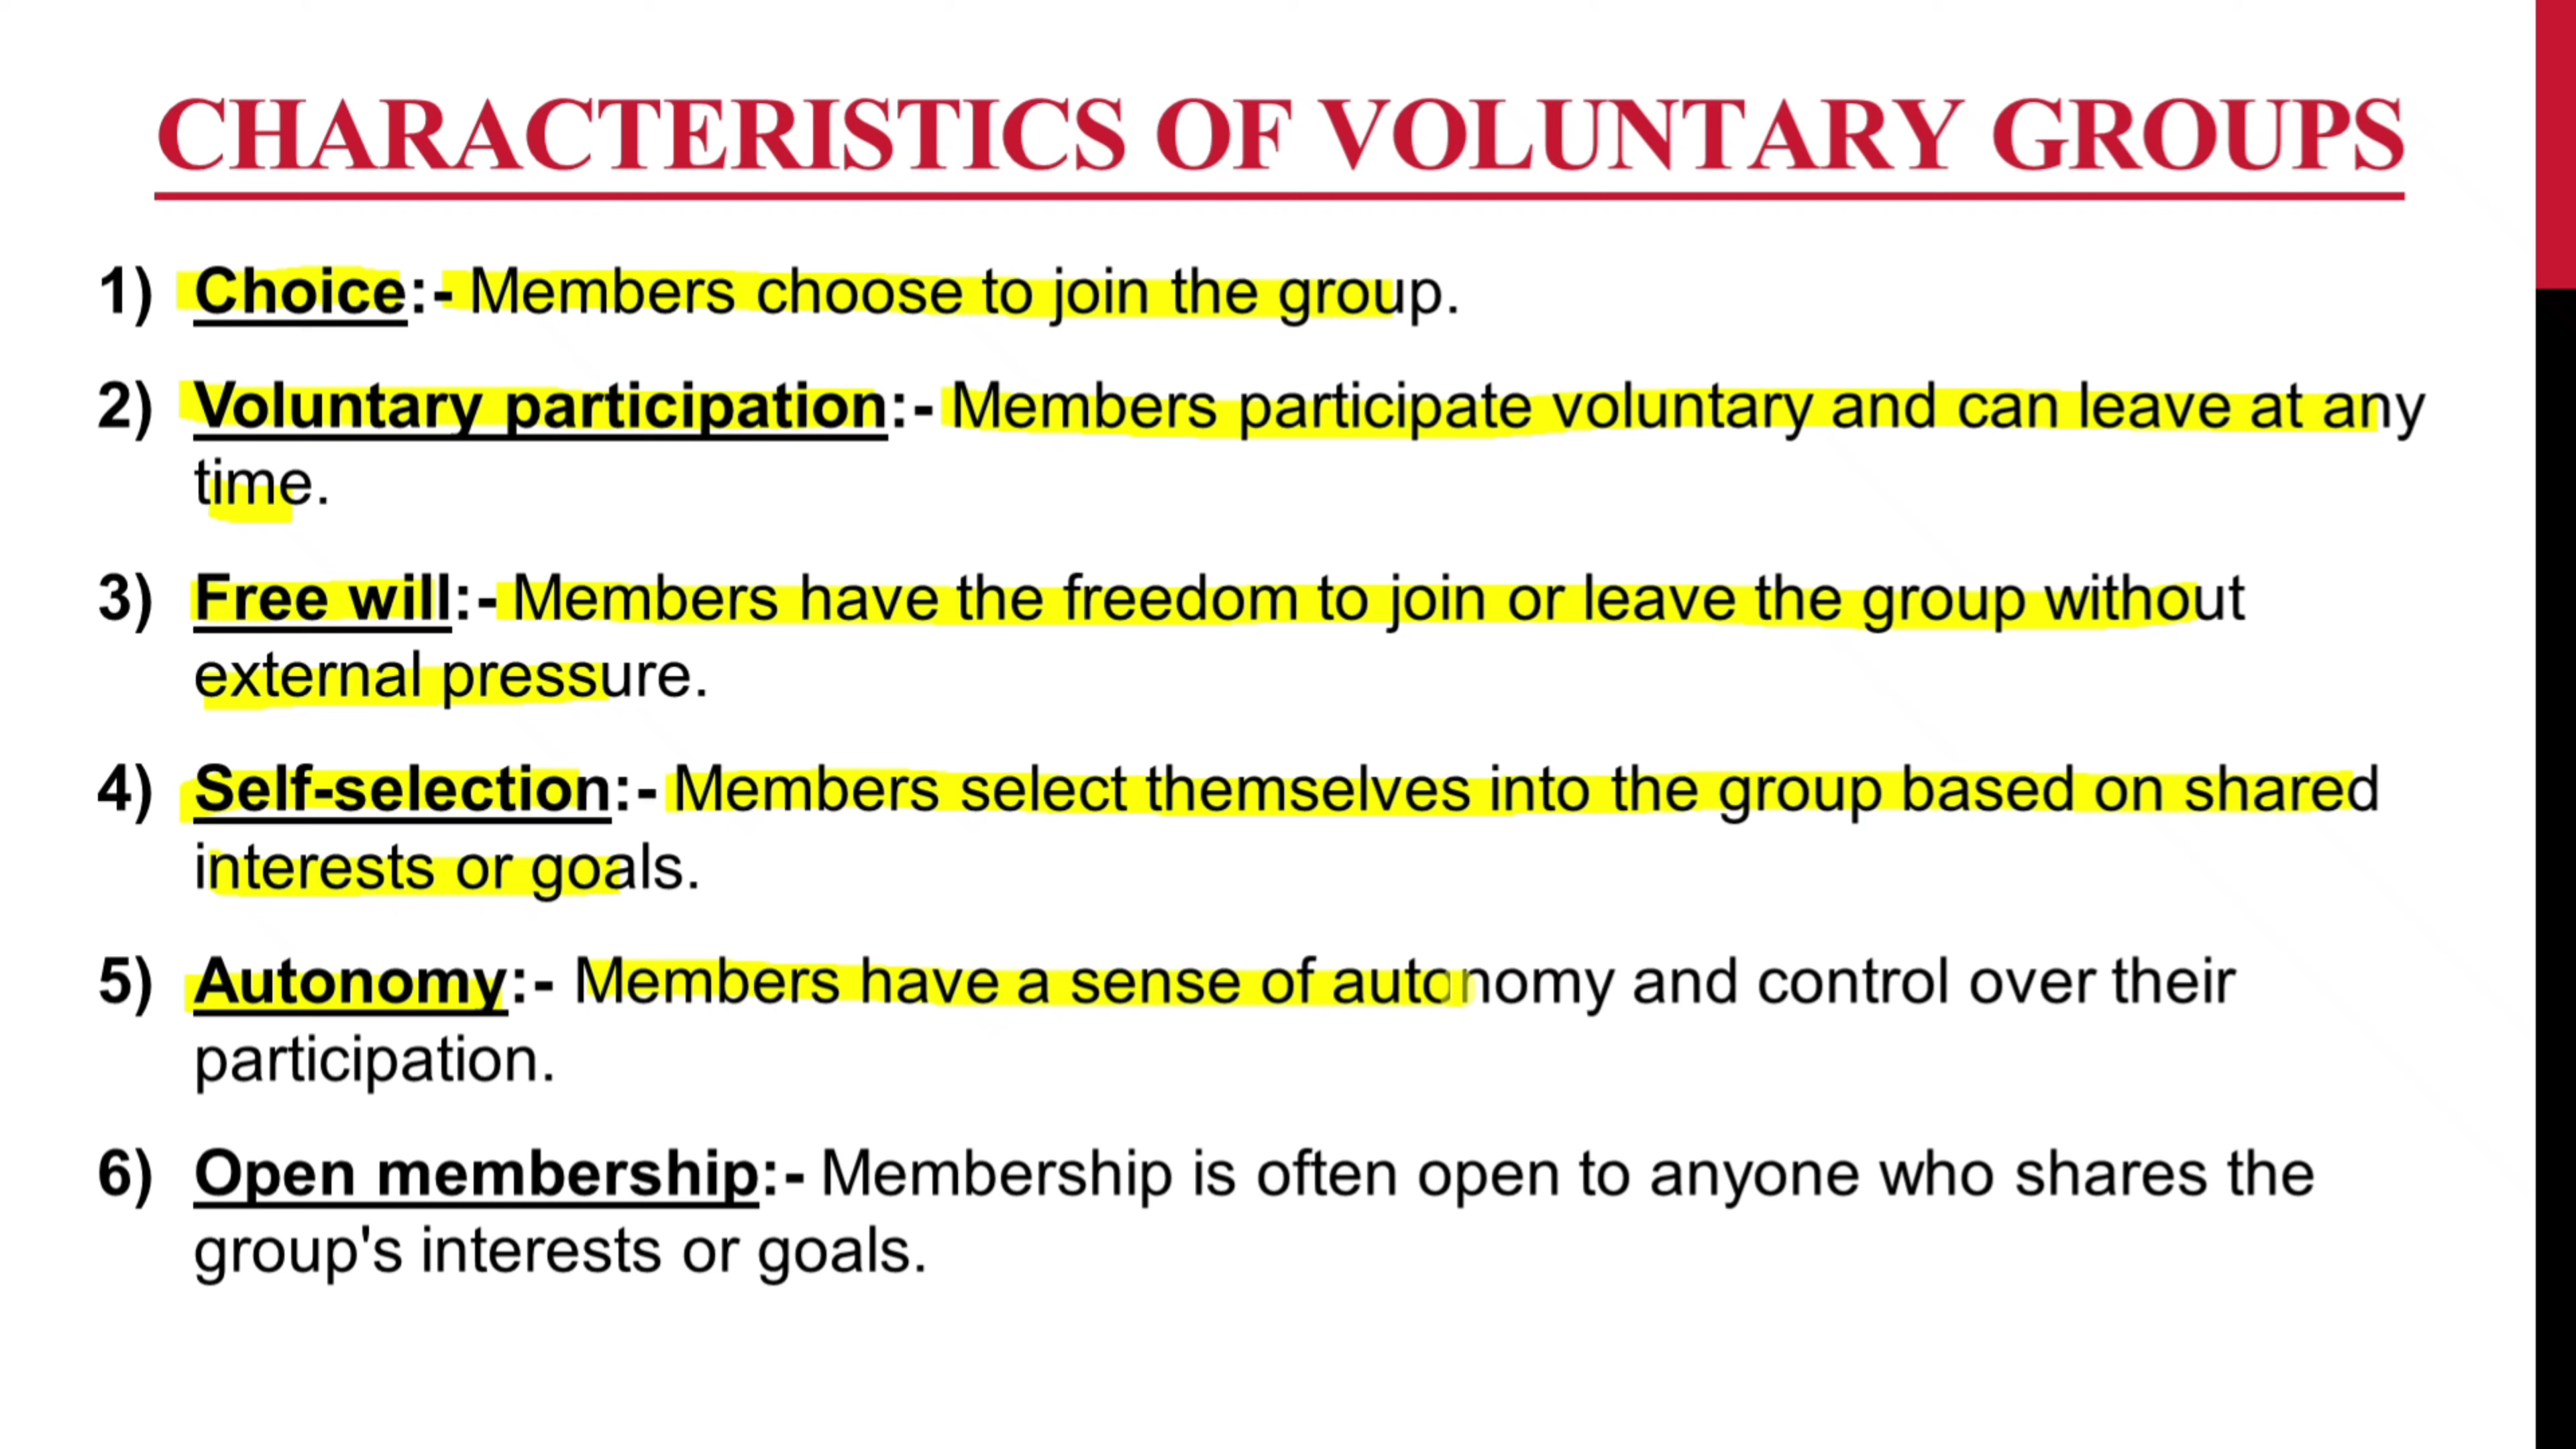 CHARACTERISTICS OF VOLUNTARY GROUPS
1) Choice:- Members choose to join the group.
2) Voluntary participation:- Members participate voluntary and can leave at any
time.
3) Free will:- Members have the freedom to join or leave the group without
external pressure.
4) Self-selection:- Members select themselves into the group based on shared
interests or goals.
5) Autonomy:- Members have a sense of autonomy and control over their
participation.
6) Open membership:- Membership is often open to anyone who shares the
group's interests or goals.